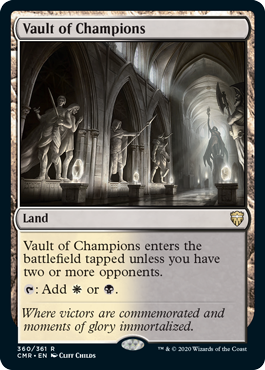 Vault of Champions
Land
Vault of Champions enters the
battlefield tapped unless you have
two or more opponents.
: Add or .
Where victors are commemorated and
moments of glory immortalized.
360/361 R
CMR • EN Cliff Childs
™ & © 2020 Wizards of the Coast